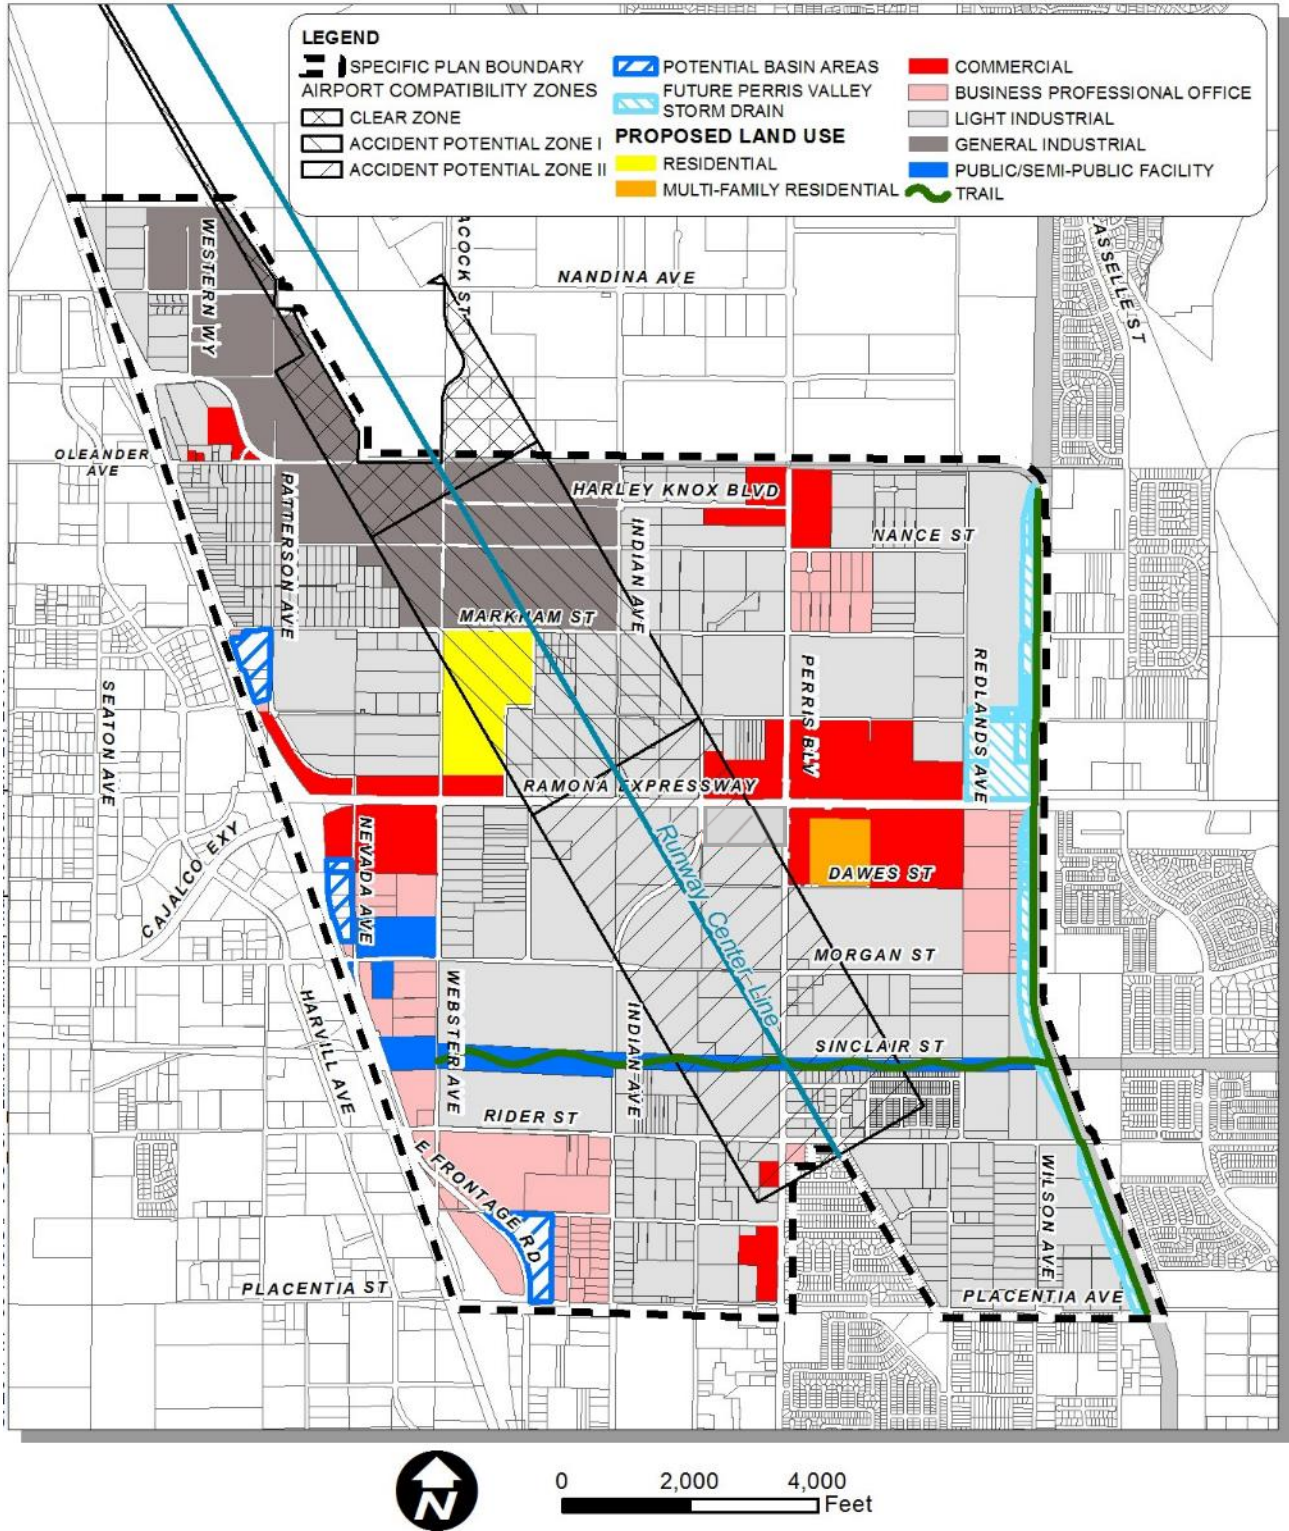 LEGEND
SPECIFIC PLAN BOUNDARY
AIRPORT COMPATIBILITY ZONES
CLEAR ZONE
ACCIDENT POTENTIAL ZONE I
ACCIDENT POTENTIAL ZONE II
POTENTIAL BASIN AREAS
FUTURE PERRIS VALLEY
STORM DRAIN
PROPOSED LAND USE
RESIDENTIAL
MULTI-FAMILY RESIDENTIAL
COMMERCIAL
BUSINESS PROFESSIONAL OFFICE
LIGHT INDUSTRIAL
GENERAL INDUSTRIAL
PUBLIC/SEMI-PUBLIC FACILITY
TRAIL
WESTERN WY
ACOCK ST
NANDINA AVE
ASSELLE ST
OLEANDER
AVE
PATTERSON AVE
HARLEY KNOX BLVD
INDIAN AVE
NANCE ST
MARKHAM ST
SEATON AVE
PERRIS BLV
REDLANDS AVE
RAMONA EXPRESSWAY
CAJALCO EXY
NEVADA AVE
Runway Center Line
DAWES ST
MORGAN ST
HARVILL AVE
WEBSTER AVE
INDIAN AVE
SINCLAIR ST
RIDER ST
E FRONTAGE RD
WILSON AVE
PLACENTIA ST
PLACENTIA AVE
N
0 2,000 4,000
Feet